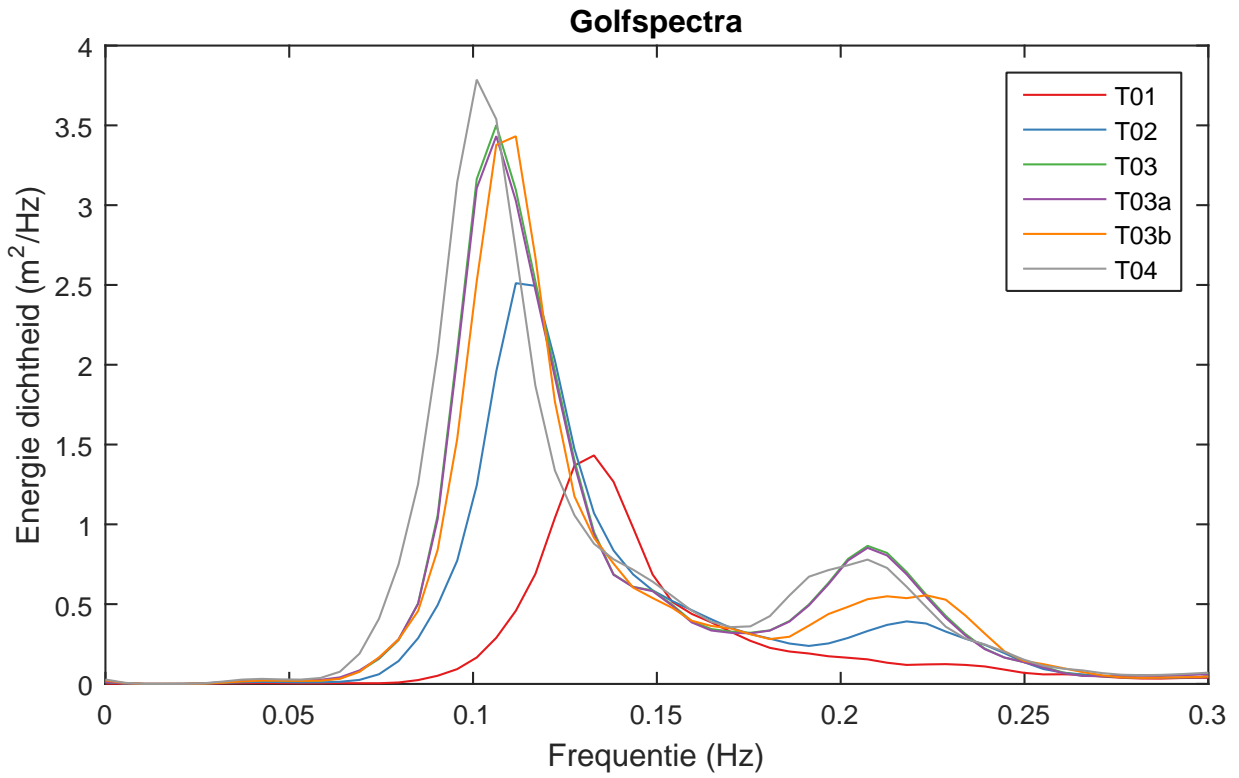 Golfspectra
Energie dichtheid (m²/Hz)
4
3.5
3
2.5
2
1.5
1
0.5
0
0
0.05
0.1
0.15
0.2
0.25
0.3
Frequentie (Hz)
T01
T02
T03
T03a
T03b
T04